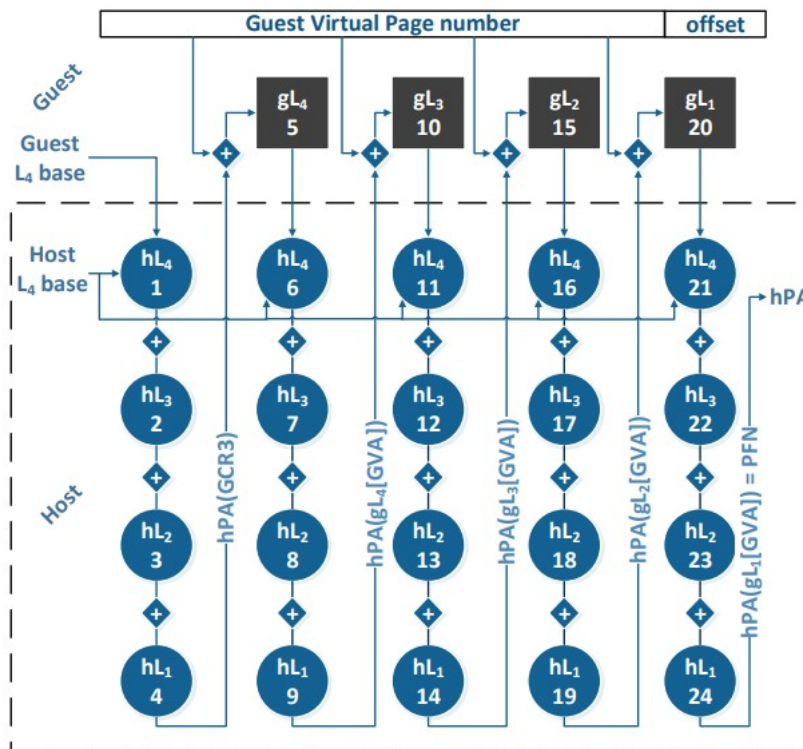 Guest Virtual Page number
offset
Guest
gL₄
5
gL₃
10
gL₂
15
gL₁
20
Guest
L₄ base
Host
L₄ base
hL₄
1
hL₄
6
hL₄
11
hL₄
16
hL₄
21
hPA
hL₃
2
hL₃
7
hL₃
12
hL₃
17
hL₃
22
Host
hL₂
3
hL₂
8
hL₂
13
hL₂
18
hL₂
23
hL₁
4
hL₁
9
hL₁
14
hL₁
19
hL₁
24
hPA(GCR3)
hPA(gL₄[GVA])
hPA(gL₃[GVA])
hPA(gL₂[GVA])
hPA(gL₁[GVA]) = PFN